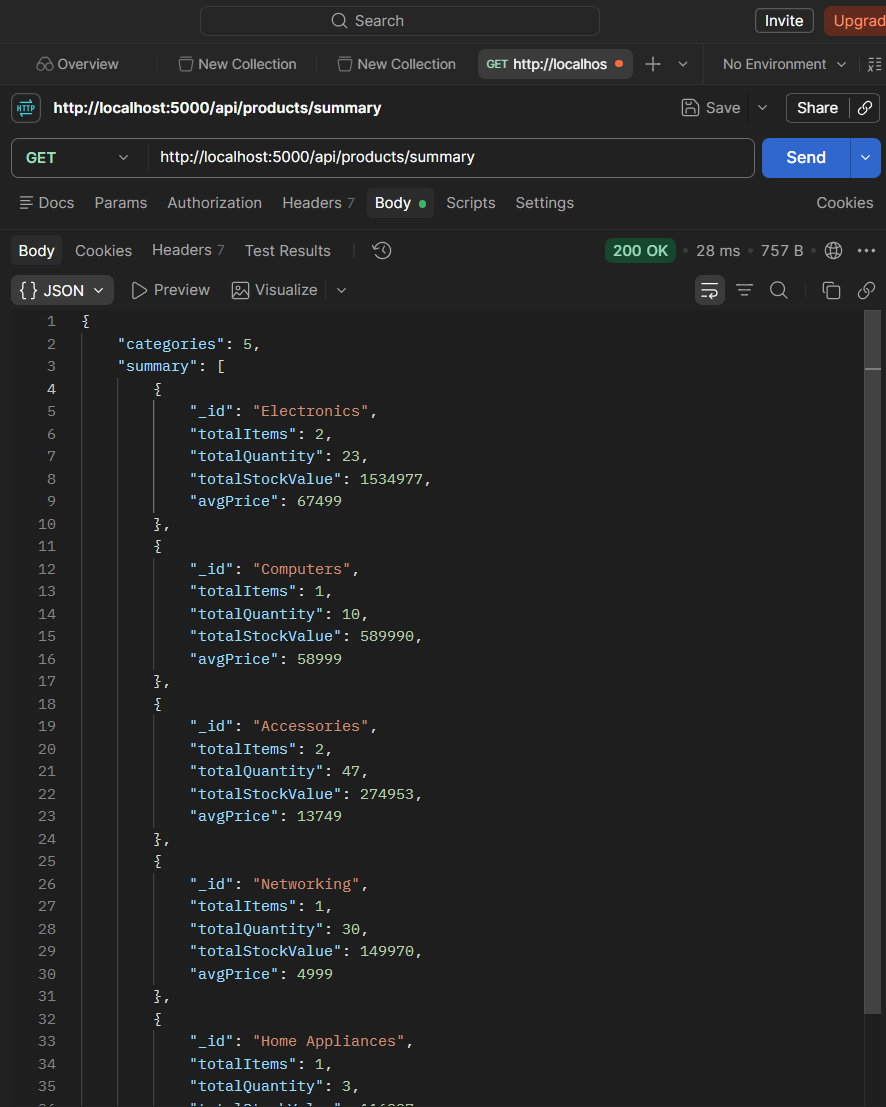 Search
Invite
Upgrad
Overview
New Collection
New Collection
GET http://localhos
No Environment
HTTP
http://localhost:5000/api/products/summary
Save
Share
GET
http://localhost:5000/api/products/summary
Send
Docs Params Authorization Headers 7 Body Scripts Settings Cookies
Body Cookies Headers 7 Test Results 200 OK • 28 ms • 757 B •
{} JSON Preview Visualize
1 {
2 "categories": 5,
3 "summary": [
4 {
5 "_id": "Electronics",
6 "totalItems": 2,
7 "totalQuantity": 23,
8 "totalStockValue": 1534977,
9 "avgPrice": 67499
10 },
11 {
12 "_id": "Computers",
13 "totalItems": 1,
14 "totalQuantity": 10,
15 "totalStockValue": 589990,
16 "avgPrice": 58999
17 },
18 {
19 "_id": "Accessories",
20 "totalItems": 2,
21 "totalQuantity": 47,
22 "totalStockValue": 274953,
23 "avgPrice": 13749
24 },
25 {
26 "_id": "Networking",
27 "totalItems": 1,
28 "totalQuantity": 30,
29 "totalStockValue": 149970,
30 "avgPrice": 4999
31 },
32 {
33 "_id": "Home Appliances",
34 "totalItems": 1,
35 "totalQuantity": 3,